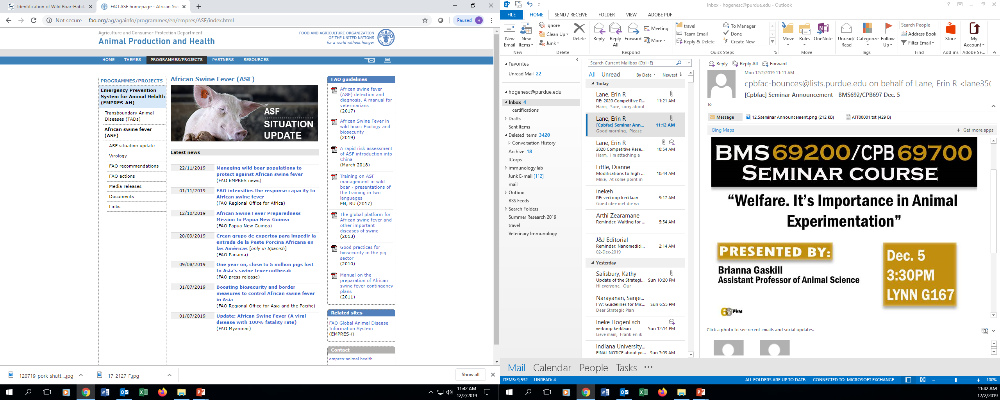 Identification of Wild Boar-Habita
FAO ASF homepage - African Sw
Not secure | fao.org/ag/againfo/programmes/en/empres/ASF/index.html
Paused H
Agriculture and Consumer Protection Department
Animal Production and Health
FOOD AND AGRICULTURE ORGANIZATION
OF THE UNITED NATIONS
for a world without hunger
HOME THEMES PROGRAMMES/PROJECTS PARTNERS RESOURCES
PROGRAMMES/PROJECTS
Emergency Prevention
System for Animal Helalth
(EMPRES-AH)
Transboundary Animal
Diseases (TADs)
African swine fever
(ASF)
ASF situation update
Virology
FAO recommendations
FAO actions
Media releases
Documents
Links
African Swine Fever (ASF)
ASF
SITUATION
UPDATE
Latest news
22/11/2019 Managing wild boar populations to
protect against African swine fever
(FAO EMPRES news)
01/11/2019 FAO intensifies the response capacity to
African swine fever
(FAO Regional Office for Africa)
12/10/2019 African Swine Fever Preparedness
Mission to Papua New Guinea
(FAO Papua New Guinea)
20/09/2019 Crean grupo de expertos para impedir la
entrada de la Peste Porcina Africana en
las Américas [only in Spanish]
(FAO Panama)
09/08/2019 One year on, close to 5 million pigs lost
to Asia's swine fever outbreak
(FAO press release)
31/07/2019 Boosting biosecurity and border
measures to control African swine fever
in Asia
(FAO Regional Office for Asia and the Pacific)
01/07/2019 Update: African Swine Fever (A viral
disease with 100% fatality rate)
(FAO Myanmar)
FAO guidelines
African swine fever
(ASF) detection and
diagnosis. A manual for
veterinarians
(2017)
African Swine Fever in
wild boar: Ecology and
biosecurity
(2019)
A rapid risk assessment
of ASF introduction into
China
(March 2018)
Training on ASF
management in wild
boar - presentations of
the training in two
languages
EN, RU (2017)
The global platform for
African swine fever and
other important
diseases of swine
(2013)
Good practices for
biosecurity in the pig
sector
(2010)
Manual on the
preparation of African
swine fever contingency
plans
(2011)
Related sites
FAO Global Animal Disease
Information System
(EMPRES-i)
Contact
empres-animal health
120719-pork-shutt....jpg
17-2127-F.jpg
Show all
11:42 AM
12/2/2019
Inbox - hogenesc@purdue.edu - Outlook
FILE HOME SEND / RECEIVE FOLDER VIEW ADOBE PDF
New
Email
New
Items
New
Ignore
Clean Up
Junk
Delete
Delete
Reply
Reply
All
Forward
Meeting
More
Respond
travel
Team Email
Reply & Delete
To Manager
Done
Create New
Quick Steps
Move
Rules
OneNote
Move
Unread/
Read
Categorize
Follow
Up
Tags
Search People
Address Book
Filter Email
Find
Store
Add-ins
My
Account
Adobe Se...
Favorites
Unread Mail 22
hogenesc@purdue.edu
Inbox 4
certifications
Drafts
Sent Items
Deleted Items 3420
Conversation History
Archive 18
ICorps
immunology lab
Junk E-mail [112]
mail
Outbox
RSS Feeds
Search Folders
Summer Research 2019
travel
Veterinary Immunology
Search Current Mailbox (Ctrl+E)
All Unread By Date Newest
Today
Lane, Erin R
RE: 2020 Competitive R... 11:21 AM
Harm, Sure, sorry about
Lane, Erin R
[Cpbfac] Seminar Ann... 11:12 AM
Good morning, Please
Lane, Erin R
2020 Competitive Rese... 10:54 AM
Harm, I'm attaching a
Little, Dianne
Modifications to high ... 10:44 AM
Mike, At some point in
inekeh
RE: verkoop kerklaan 9:17 AM
Goed idee met die wc
Arthi Zearamane
Reminder: Waiting for ... 5:54 AM
J&J Editorial
Reminder: Nanomedici... 2:14 AM
02-Dec-2019
Yesterday
Salisbury, Kathy
Update of the Strategi... Sun 10:20 PM
Hi everyone, Our
Narayanan, Sanje...
FW: Guidelines for Mis... Sun 6:55 PM
Dear Strategic Plan
Ineke HogenEsch
verkoop kerklaan Sun 12:14 PM
Lieve mam, Frank en ik
Indiana University...
FINAL NOTICE about yo... Sun 7:03 AM
Reply Reply All Forward
Mon 12/2/2019 11:11 AM
cpbfac-bounces@lists.purdue.edu on behalf of Lane, Erin R <lane35
[Cpbfac] Seminar Announcement - BMS692/CPB697 Dec. 5
To
Message 12.5seminar Announcement.png (212 KB) ATT00001.txt (429 B)
Bing Maps + Get more apps
BMS 69200/CPB 69700
SEMINAR COURSE
“Welfare. It’s Importance in Animal
Experimentation”
PRESENTED BY:
Brianna Gaskill
Assistant Professor of Animal Science
Dec. 5
3:30PM
LYNN G167
PVM
Click a photo to see recent emails and social updates.
Mail Calendar People Tasks ...
ITEMS: 9,532 UNREAD: 4 ALL FOLDERS ARE UP TO DATE. CONNECTED TO: MICROSOFT EXCHANGE 100%
11:42 AM
12/2/2019